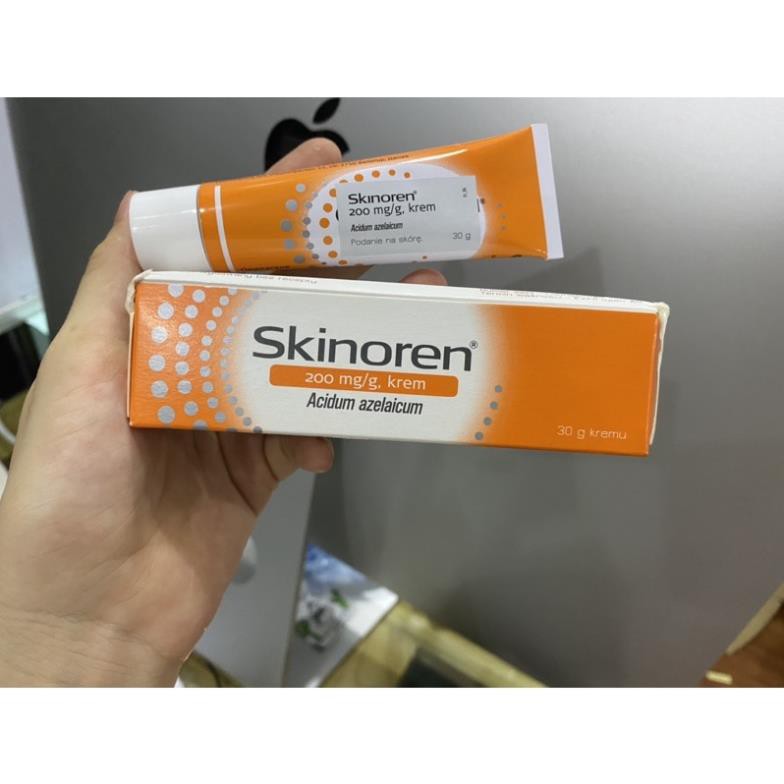 Skinoren®
200 mg/g, krem
Acidum azelaicum
Podanie na skórę.
30 g
Skinoren®
200 mg/g, krem
Acidum azelaicum
30 g kremu